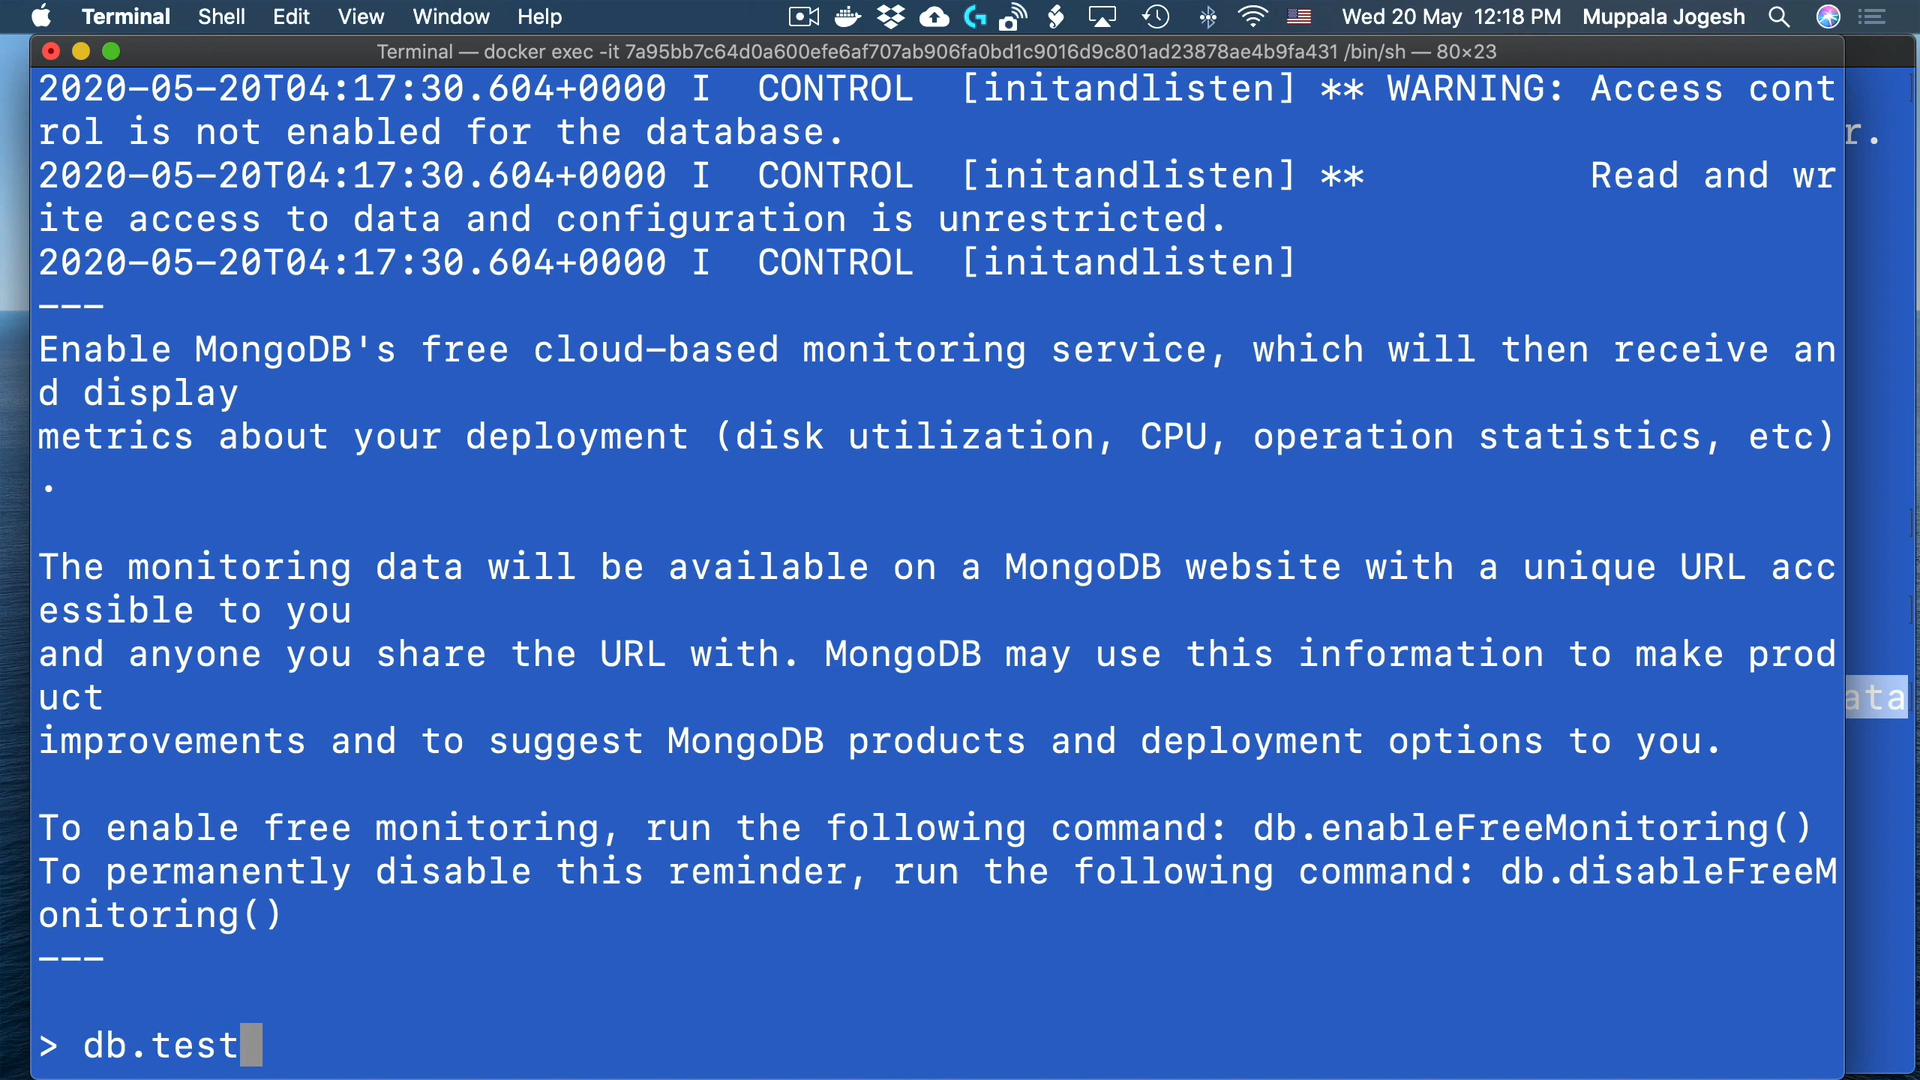 Terminal Shell Edit View Window Help Wed 20 May 12:18 PM Muppala Jogesh
Terminal — docker exec -it 7a95bb7c64d0a600efe6af707ab906fa0bd1c9016d9c801ad23878ae4b9fa431 /bin/sh — 80×23
2020-05-20T04:17:30.604+0000 I  CONTROL  [initandlisten] ** WARNING: Access cont
rol is not enabled for the database.
r.
2020-05-20T04:17:30.604+0000 I  CONTROL  [initandlisten] **          Read and wr
ite access to data and configuration is unrestricted.
2020-05-20T04:17:30.604+0000 I  CONTROL  [initandlisten]
---
Enable MongoDB's free cloud-based monitoring service, which will then receive an
d display
metrics about your deployment (disk utilization, CPU, operation statistics, etc)
.
The monitoring data will be available on a MongoDB website with a unique URL acc
essible to you
and anyone you share the URL with. MongoDB may use this information to make prod
uct
ata
improvements and to suggest MongoDB products and deployment options to you.
To enable free monitoring, run the following command: db.enableFreeMonitoring()
To permanently disable this reminder, run the following command: db.disableFreeM
onitoring()
---
> db.test